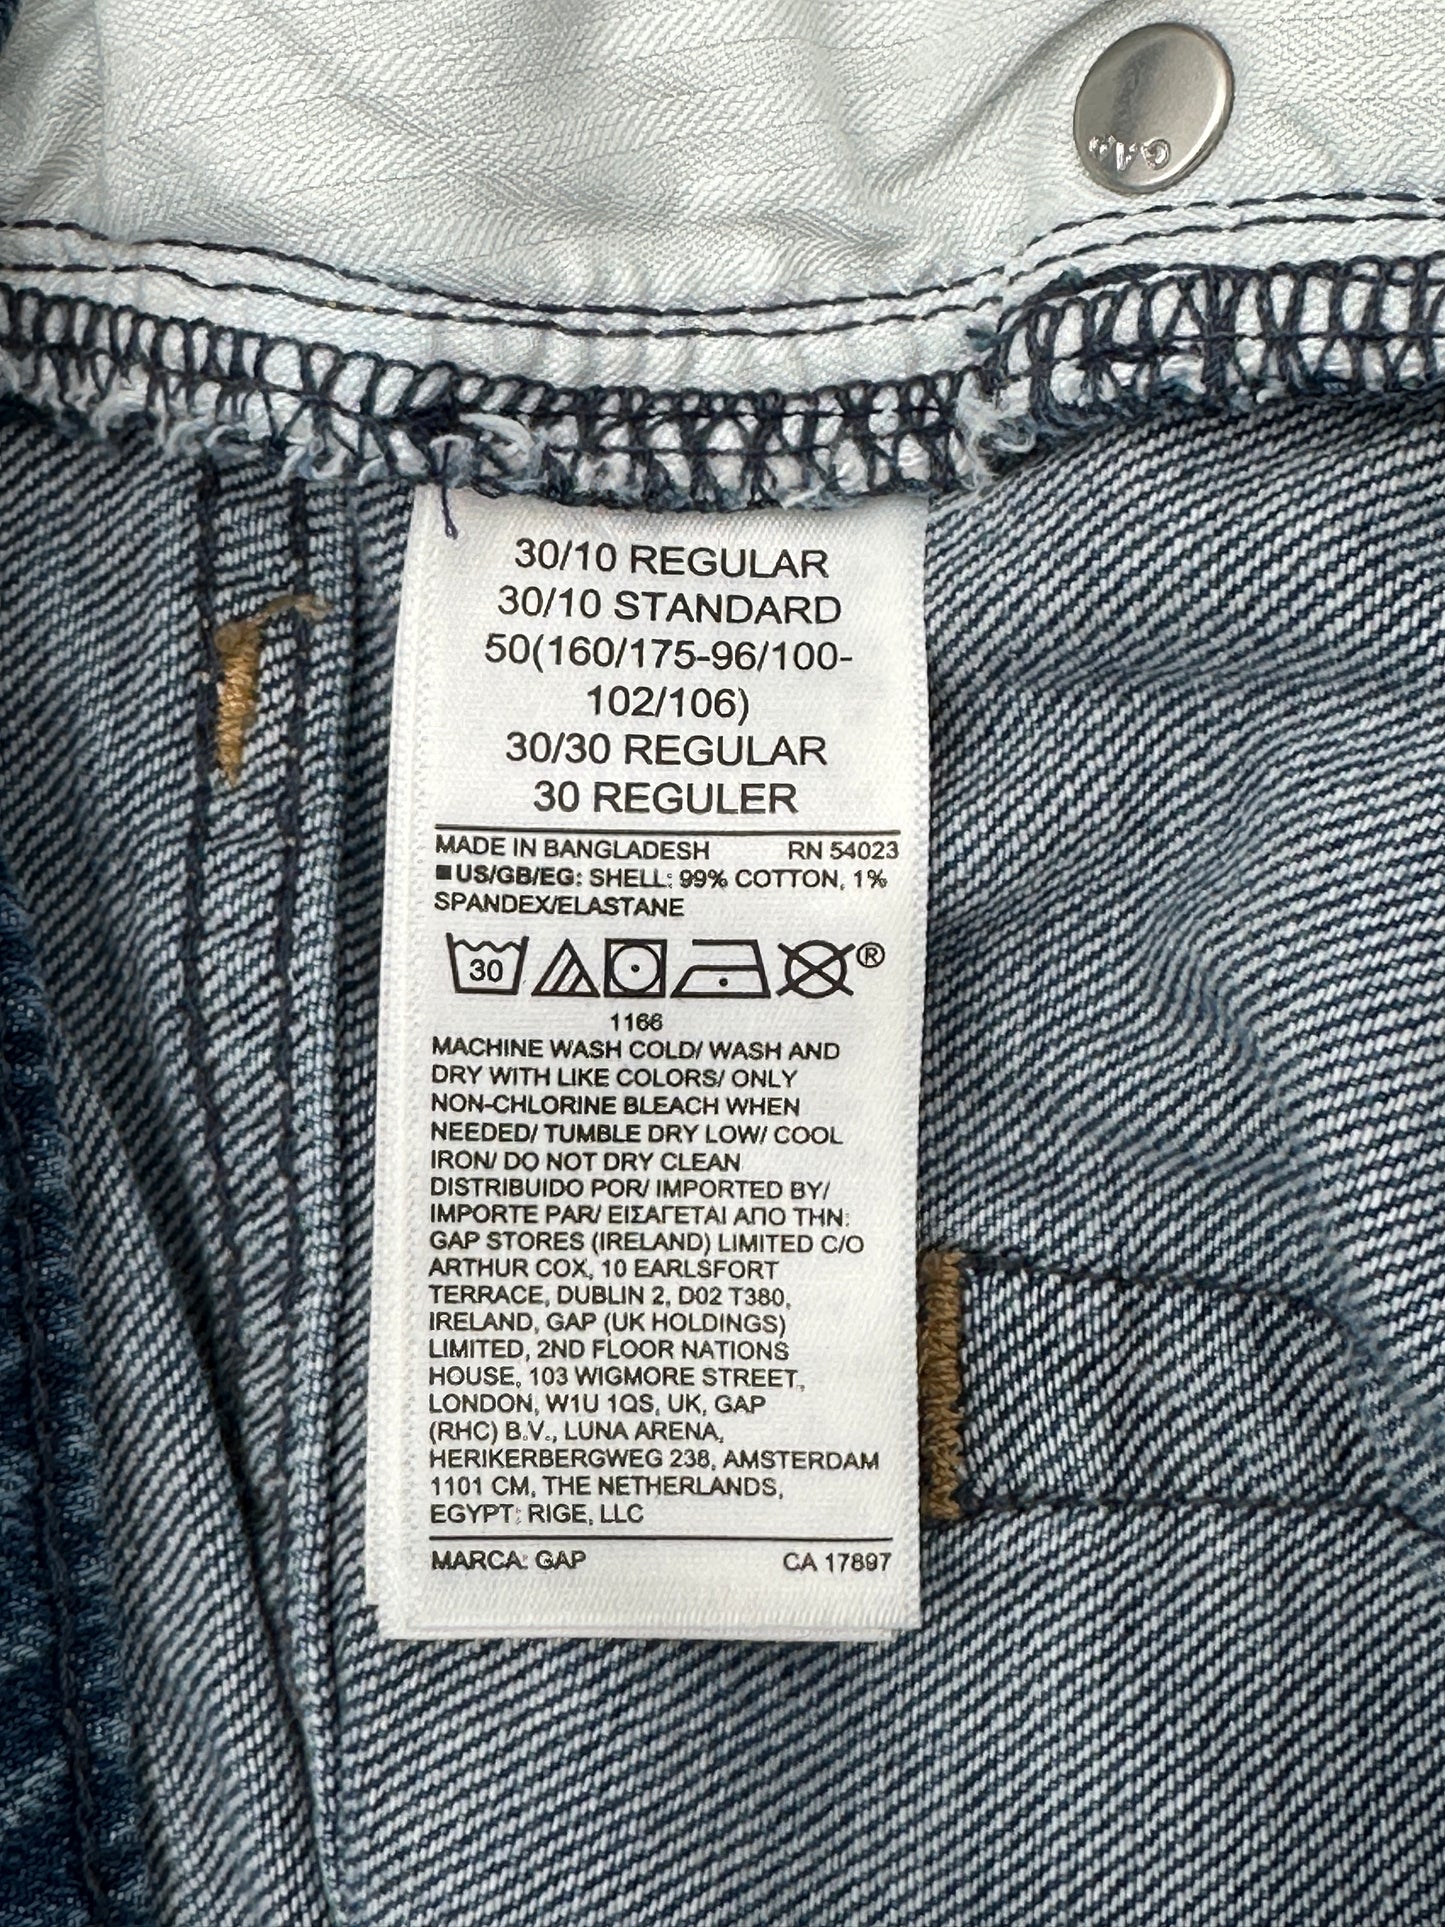 GAP
30/10 REGULAR
30/10 STANDARD
50(160/175-96/100-
102/106)
30/30 REGULAR
30 REGULER
MADE IN BANGLADESH RN 54023
■US/GB/EG: SHELL: 99% COTTON, 1%
SPANDEX/ELASTANE
30 ®
1166
MACHINE WASH COLD/ WASH AND
DRY WITH LIKE COLORS/ ONLY
NON-CHLORINE BLEACH WHEN
NEEDED/ TUMBLE DRY LOW/ COOL
IRON/ DO NOT DRY CLEAN
DISTRIBUIDO POR/ IMPORTED BY/
IMPORTE PAR/ ΕΙΣΑΓΕΤΑΙ ΑΠΟ ΤΗΝ:
GAP STORES (IRELAND) LIMITED C/O
ARTHUR COX, 10 EARLSFORT
TERRACE, DUBLIN 2, D02 T380,
IRELAND, GAP (UK HOLDINGS)
LIMITED, 2ND FLOOR NATIONS
HOUSE, 103 WIGMORE STREET,
LONDON, W1U 1QS, UK, GAP
(RHC) B.V., LUNA ARENA,
HERIKERBERGWEG 238, AMSTERDAM
1101 CM, THE NETHERLANDS,
EGYPT: RIGE, LLC
MARCA: GAP CA 17897